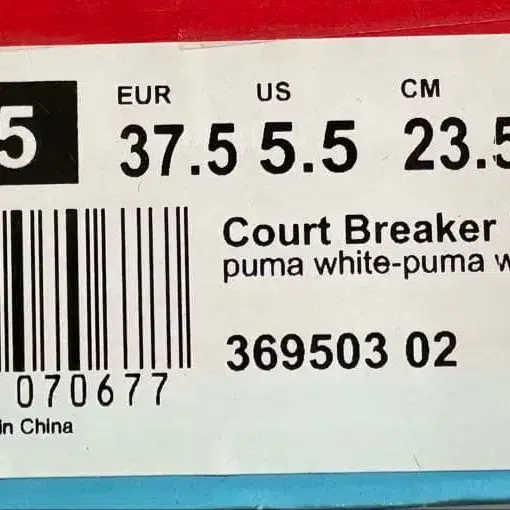 EUR US CM
5 37.5 5.5 23.5
Court Breaker
puma white-puma
369503 02
070677
in China